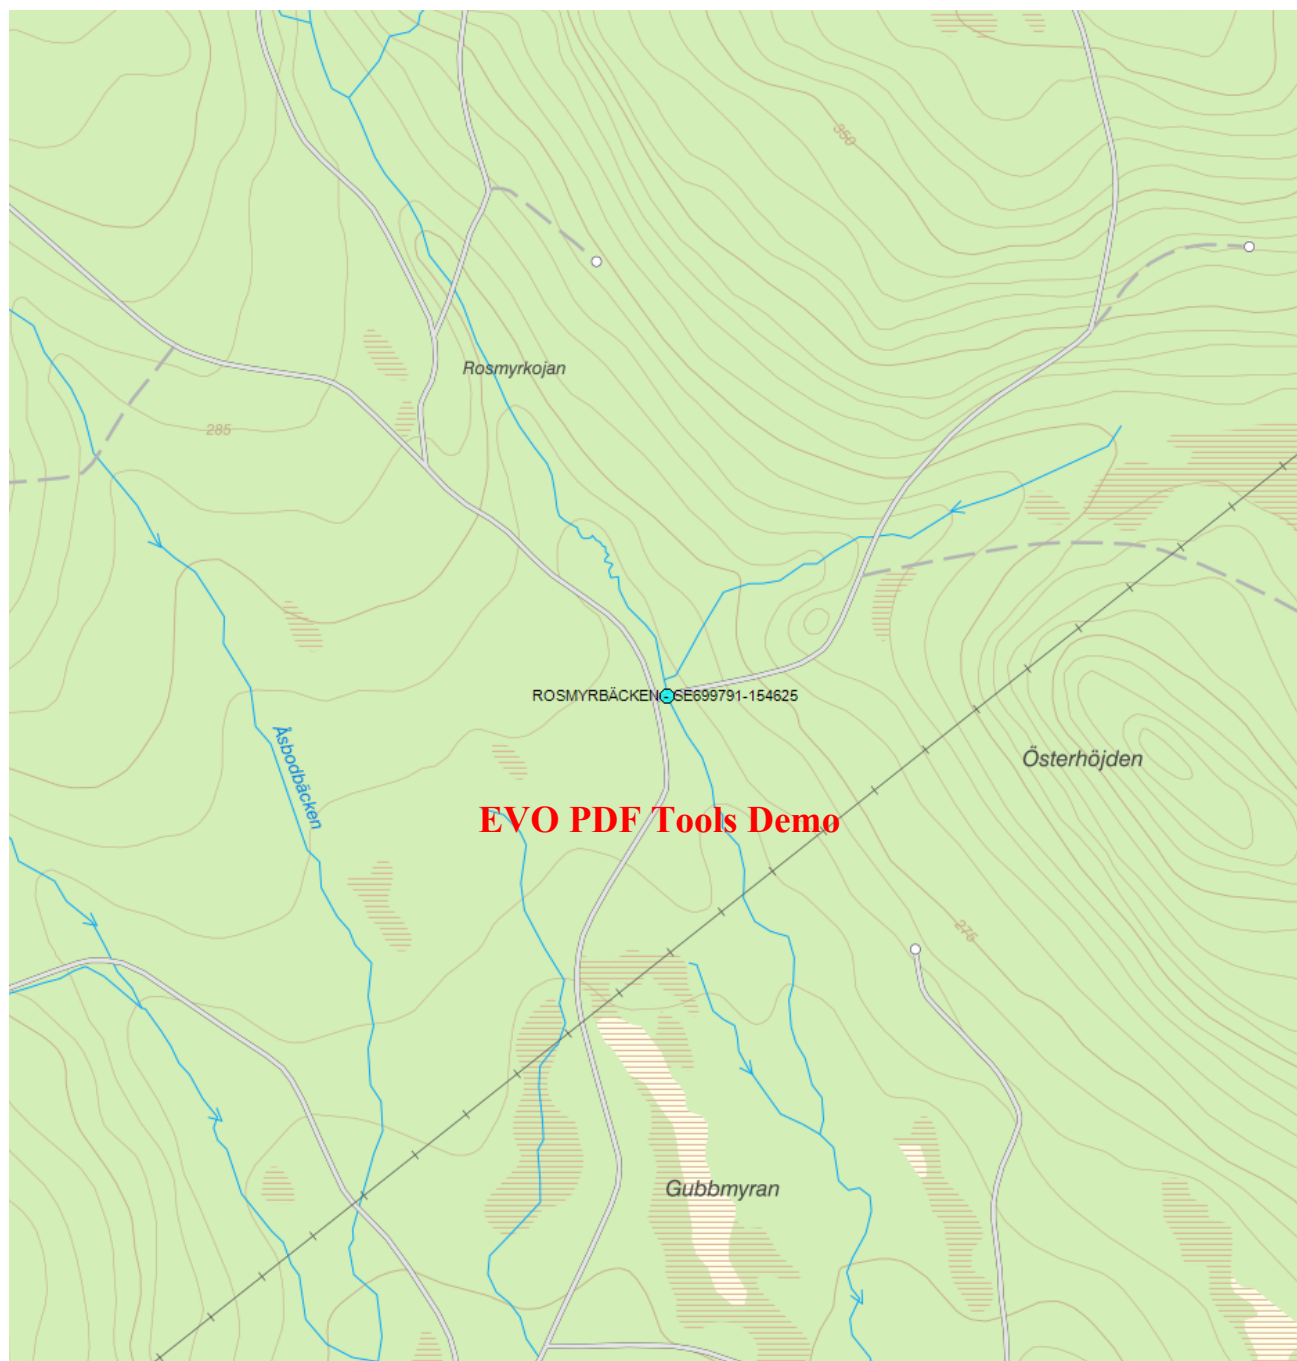 350
Rosmyrkojan
285
ROSMYRBÄCKEN - SE699791-154625
Åsbodbäcken
Österhöjden
EVO PDF Tools Demo
275
Gubbmyran